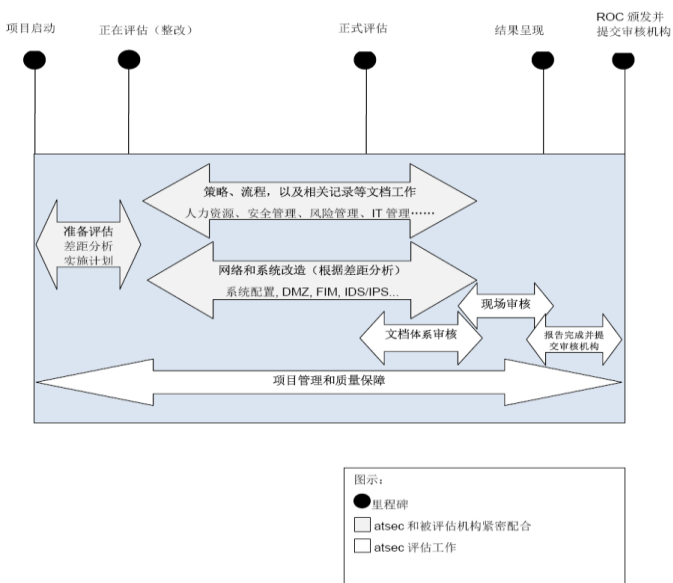 项目启动
正在评估（整改）
正式评估
结果呈现
ROC 颁发并
提交审核机构
策略、流程，以及相关记录等文档工作
人力资源、安全管理、风险管理、IT 管理……
准备评估
差距分析
实施计划
网络和系统改造（根据差距分析）
系统配置, DMZ, FIM, IDS/IPS...
现场审核
文档体系审核
报告完成并提
交审核机构
项目管理和质量保障
图示：
里程碑
atsec 和被评估机构紧密配合
atsec 评估工作